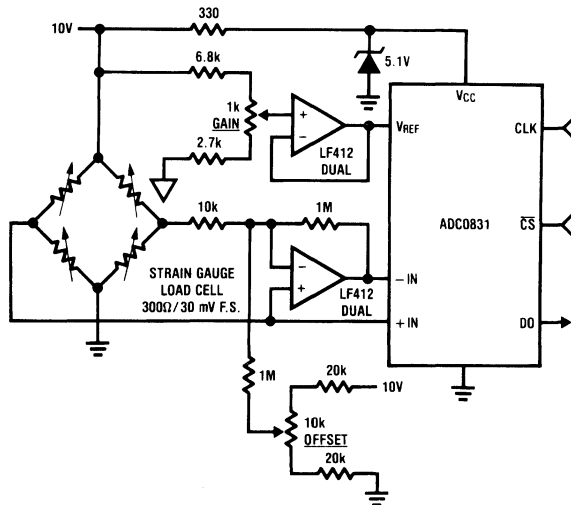 10V
330
5.1V
6.8k
1k
GAIN
2.7k
LF412
DUAL
VCC
VREF
CLK
ADC0831
CS
10k
1M
STRAIN GAUGE
LOAD CELL
300Ω/30 mV F.S.
LF412
DUAL
−IN
+IN
DO
1M
20k
10V
10k
OFFSET
20k
+
−
−
+